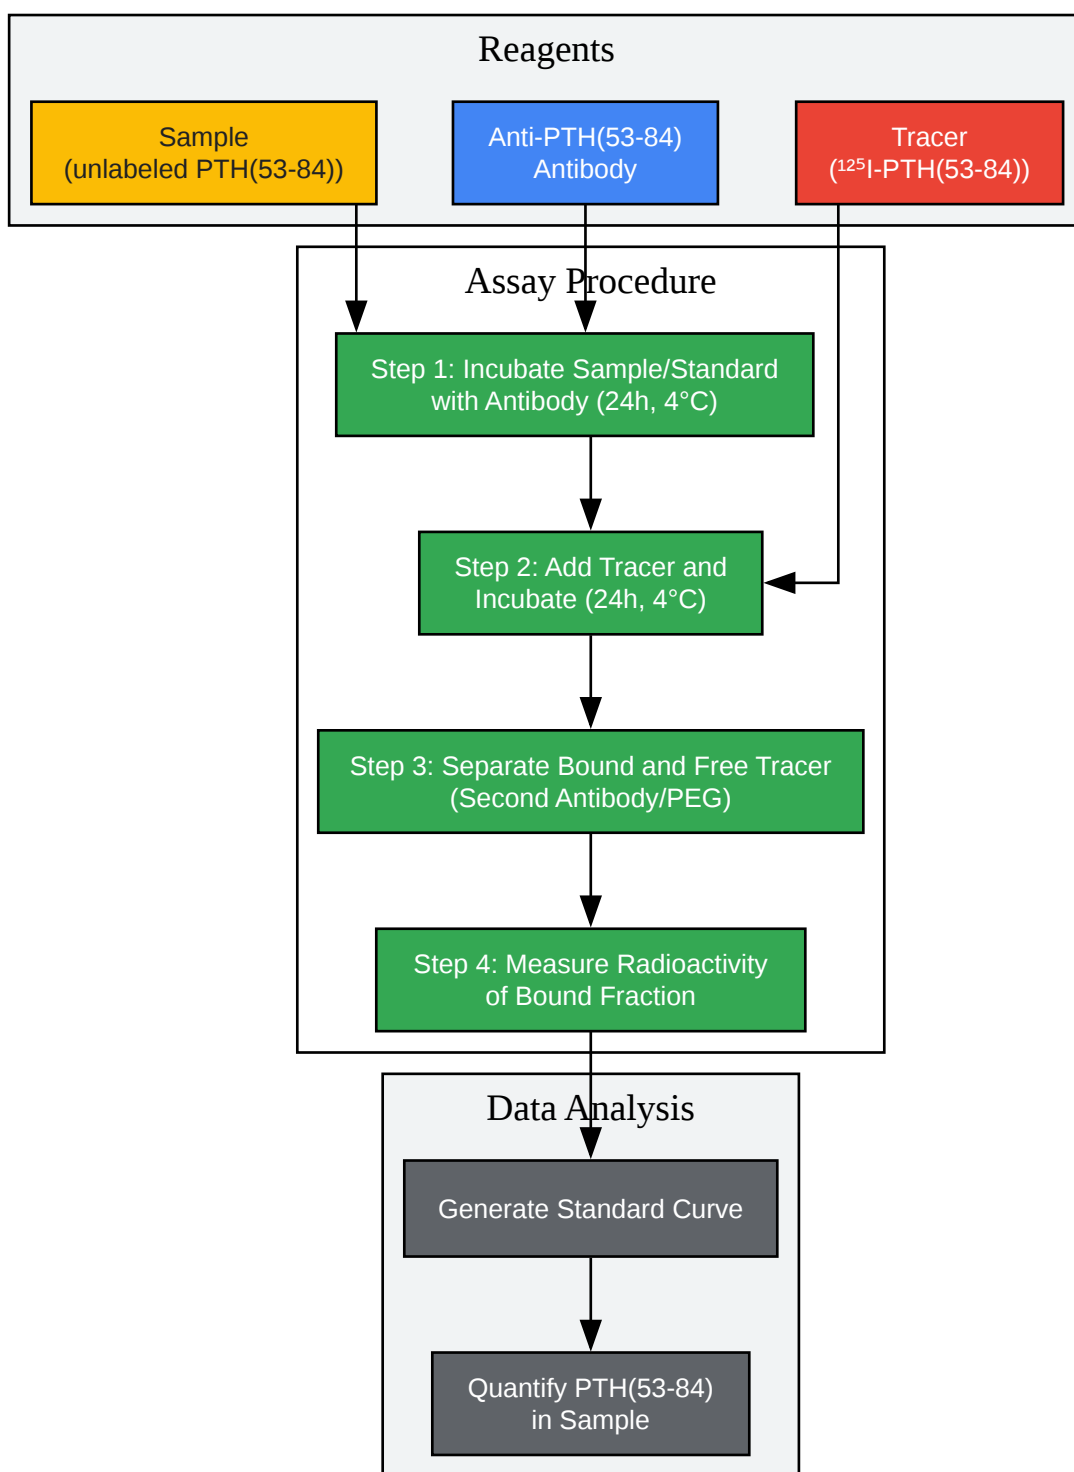 Reagents
Sample
(unlabeled PTH(53-84))
Anti-PTH(53-84)
Antibody
Tracer
(¹²⁵I-PTH(53-84))
Assay Procedure
Step 1: Incubate Sample/Standard
with Antibody (24h, 4°C)
Step 2: Add Tracer and
Incubate (24h, 4°C)
Step 3: Separate Bound and Free Tracer
(Second Antibody/PEG)
Step 4: Measure Radioactivity
of Bound Fraction
Data Analysis
Generate Standard Curve
Quantify PTH(53-84)
in Sample